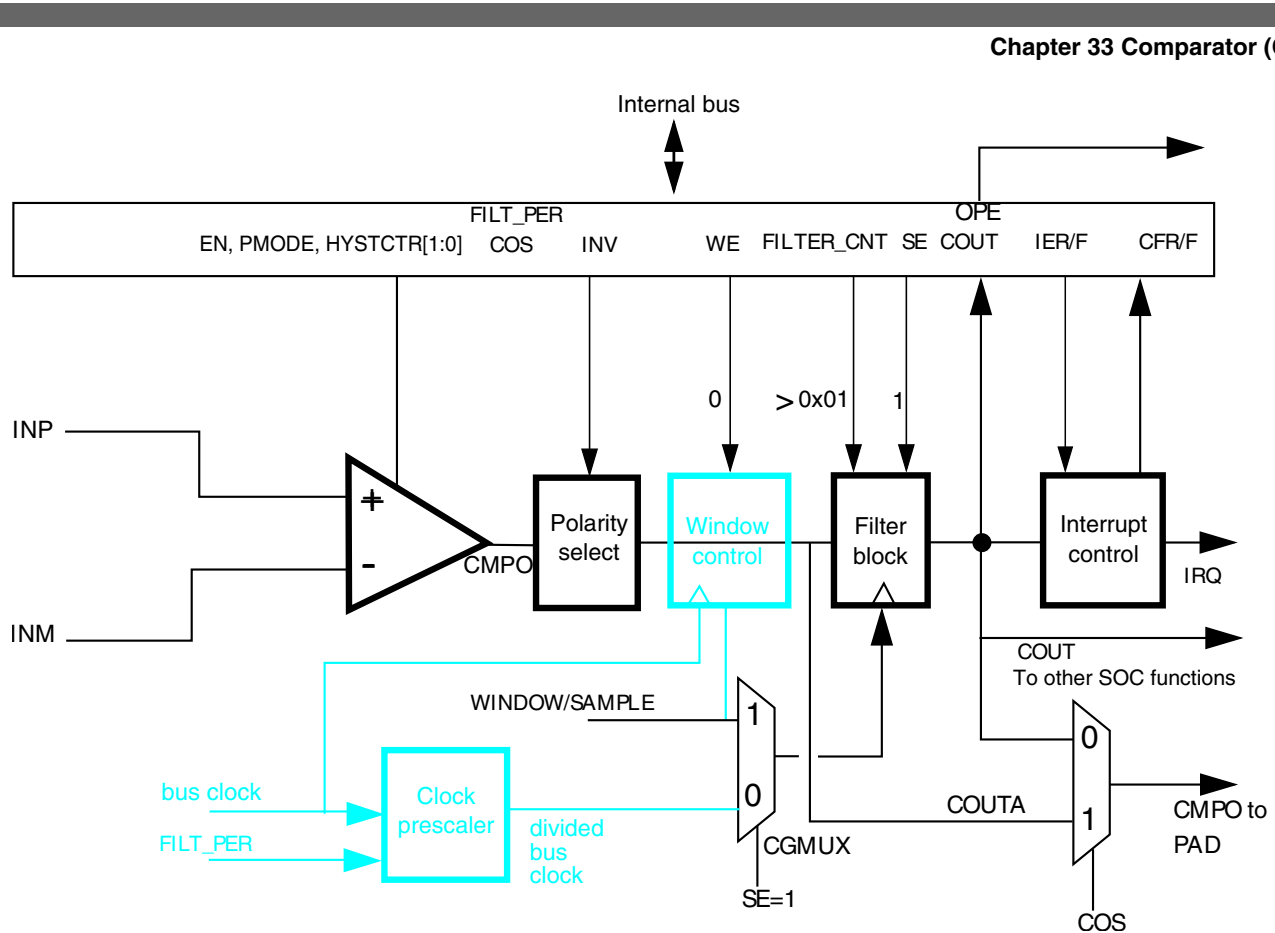 Chapter 33 Comparator (
Internal bus
FILT_PER
OPE
EN, PMODE, HYSTCTR[1:0]
COS
INV
WE
FILTER_CNT
SE
COUT
IER/F
CFR/F
0
> 0x01
1
INP
+
-
INM
CMPO
Polarity
select
Window
control
Filter
block
Interrupt
control
IRQ
COUT
To other SOC functions
WINDOW/SAMPLE
1
0
CGMUX
SE=1
bus clock
FILT_PER
Clock
prescaler
divided
bus
clock
COUTA
0
1
CMPO to
PAD
COS